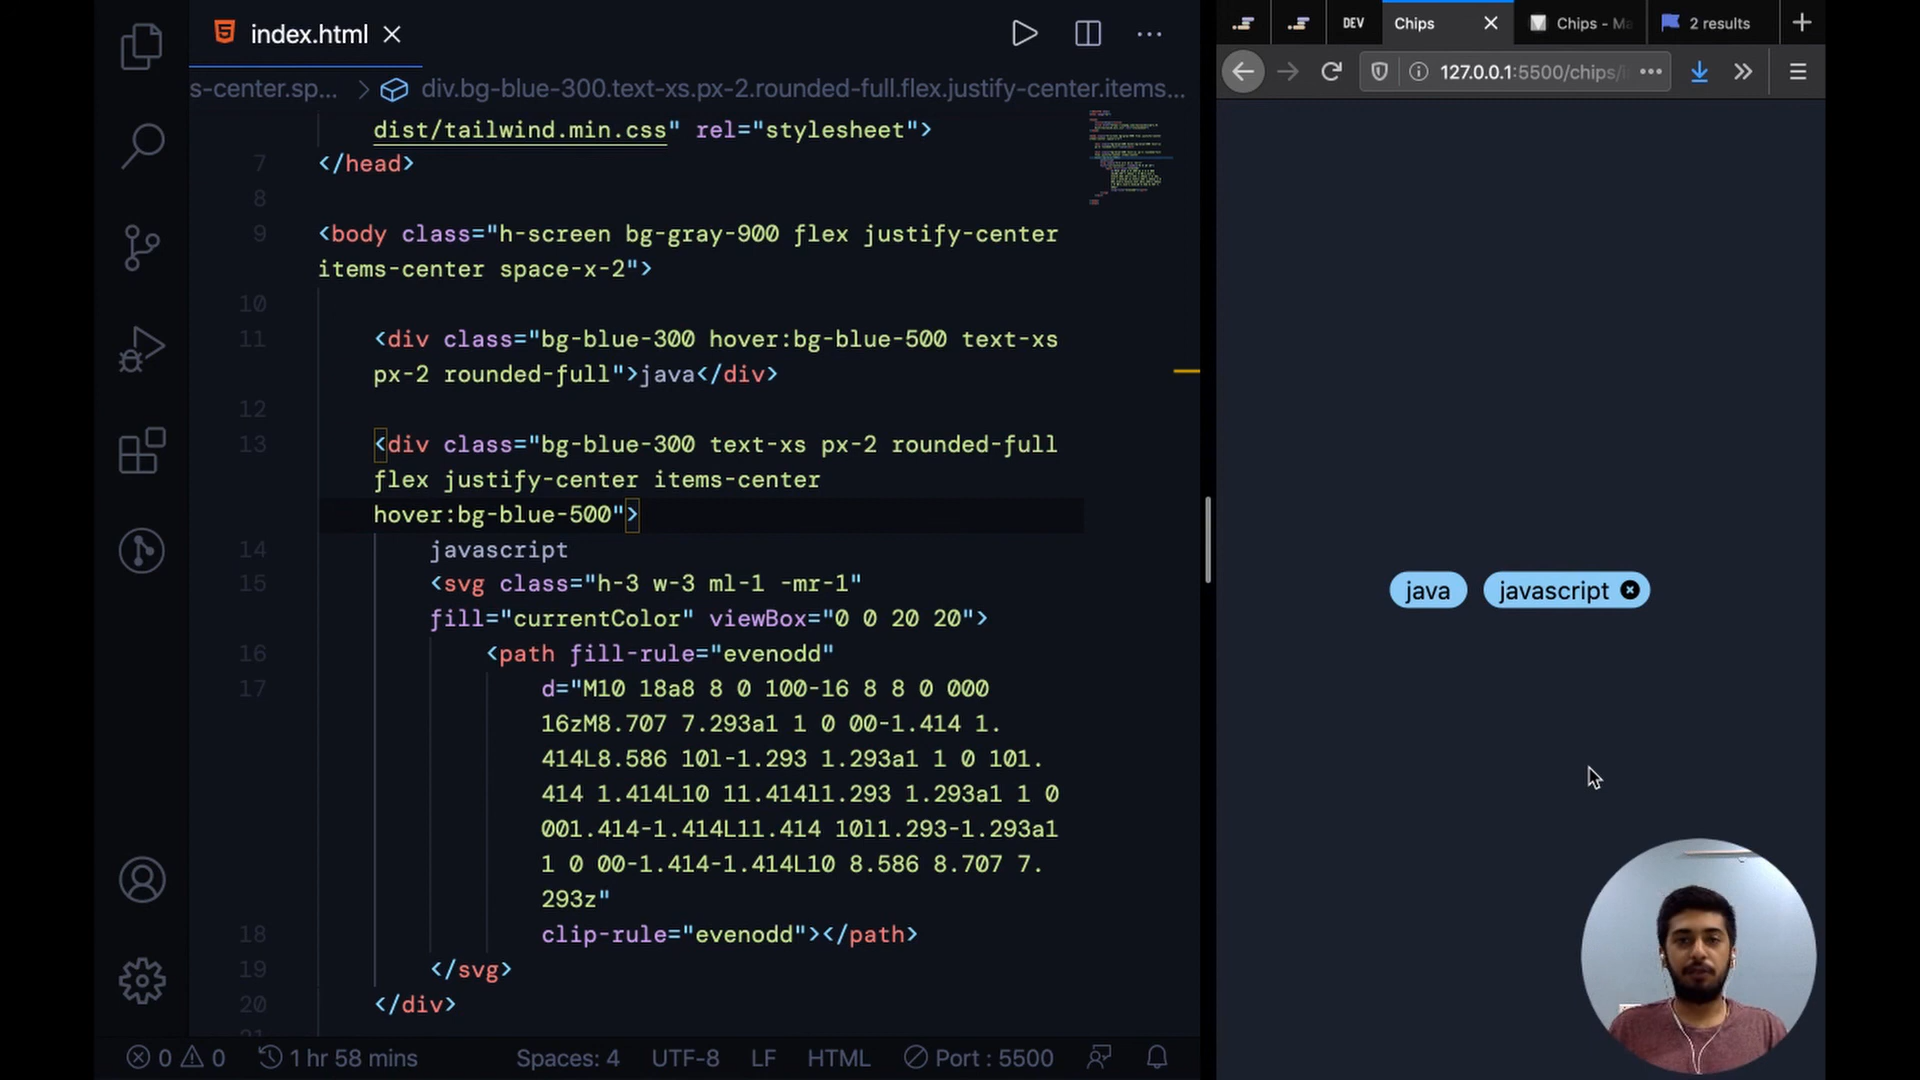 index.html
s-center.sp...
div.bg-blue-300.text-xs.px-2.rounded-full.flex.justify-center.items...
dist/tailwind.min.css" rel="stylesheet">
7 </head>
8
9 <body class="h-screen bg-gray-900 flex justify-center
items-center space-x-2">
10
11 <div class="bg-blue-300 hover:bg-blue-500 text-xs
px-2 rounded-full">java</div>
12
13 <div class="bg-blue-300 text-xs px-2 rounded-full
flex justify-center items-center
hover:bg-blue-500">
14 javascript
15 <svg class="h-3 w-3 ml-1 -mr-1"
fill="currentColor" viewBox="0 0 20 20">
16 <path fill-rule="evenodd"
17 d="M10 18a8 8 0 100-16 8 8 0 000
16zM8.707 7.293a1 1 0 00-1.414 1.
414L8.586 10l-1.293 1.293a1 1 0 101.
414 1.414L10 11.414l1.293 1.293a1 1 0
001.414-1.414L11.414 10l1.293-1.293a1
1 0 00-1.414-1.414L10 8.586 8.707 7.
293z"
18 clip-rule="evenodd"></path>
19 </svg>
20 </div>
0 0 1 hr 58 mins Spaces: 4 UTF-8 LF HTML Port : 5500
DEV Chips Chips - Ma 2 results
127.0.0.1:5500/chips/i
java
javascript